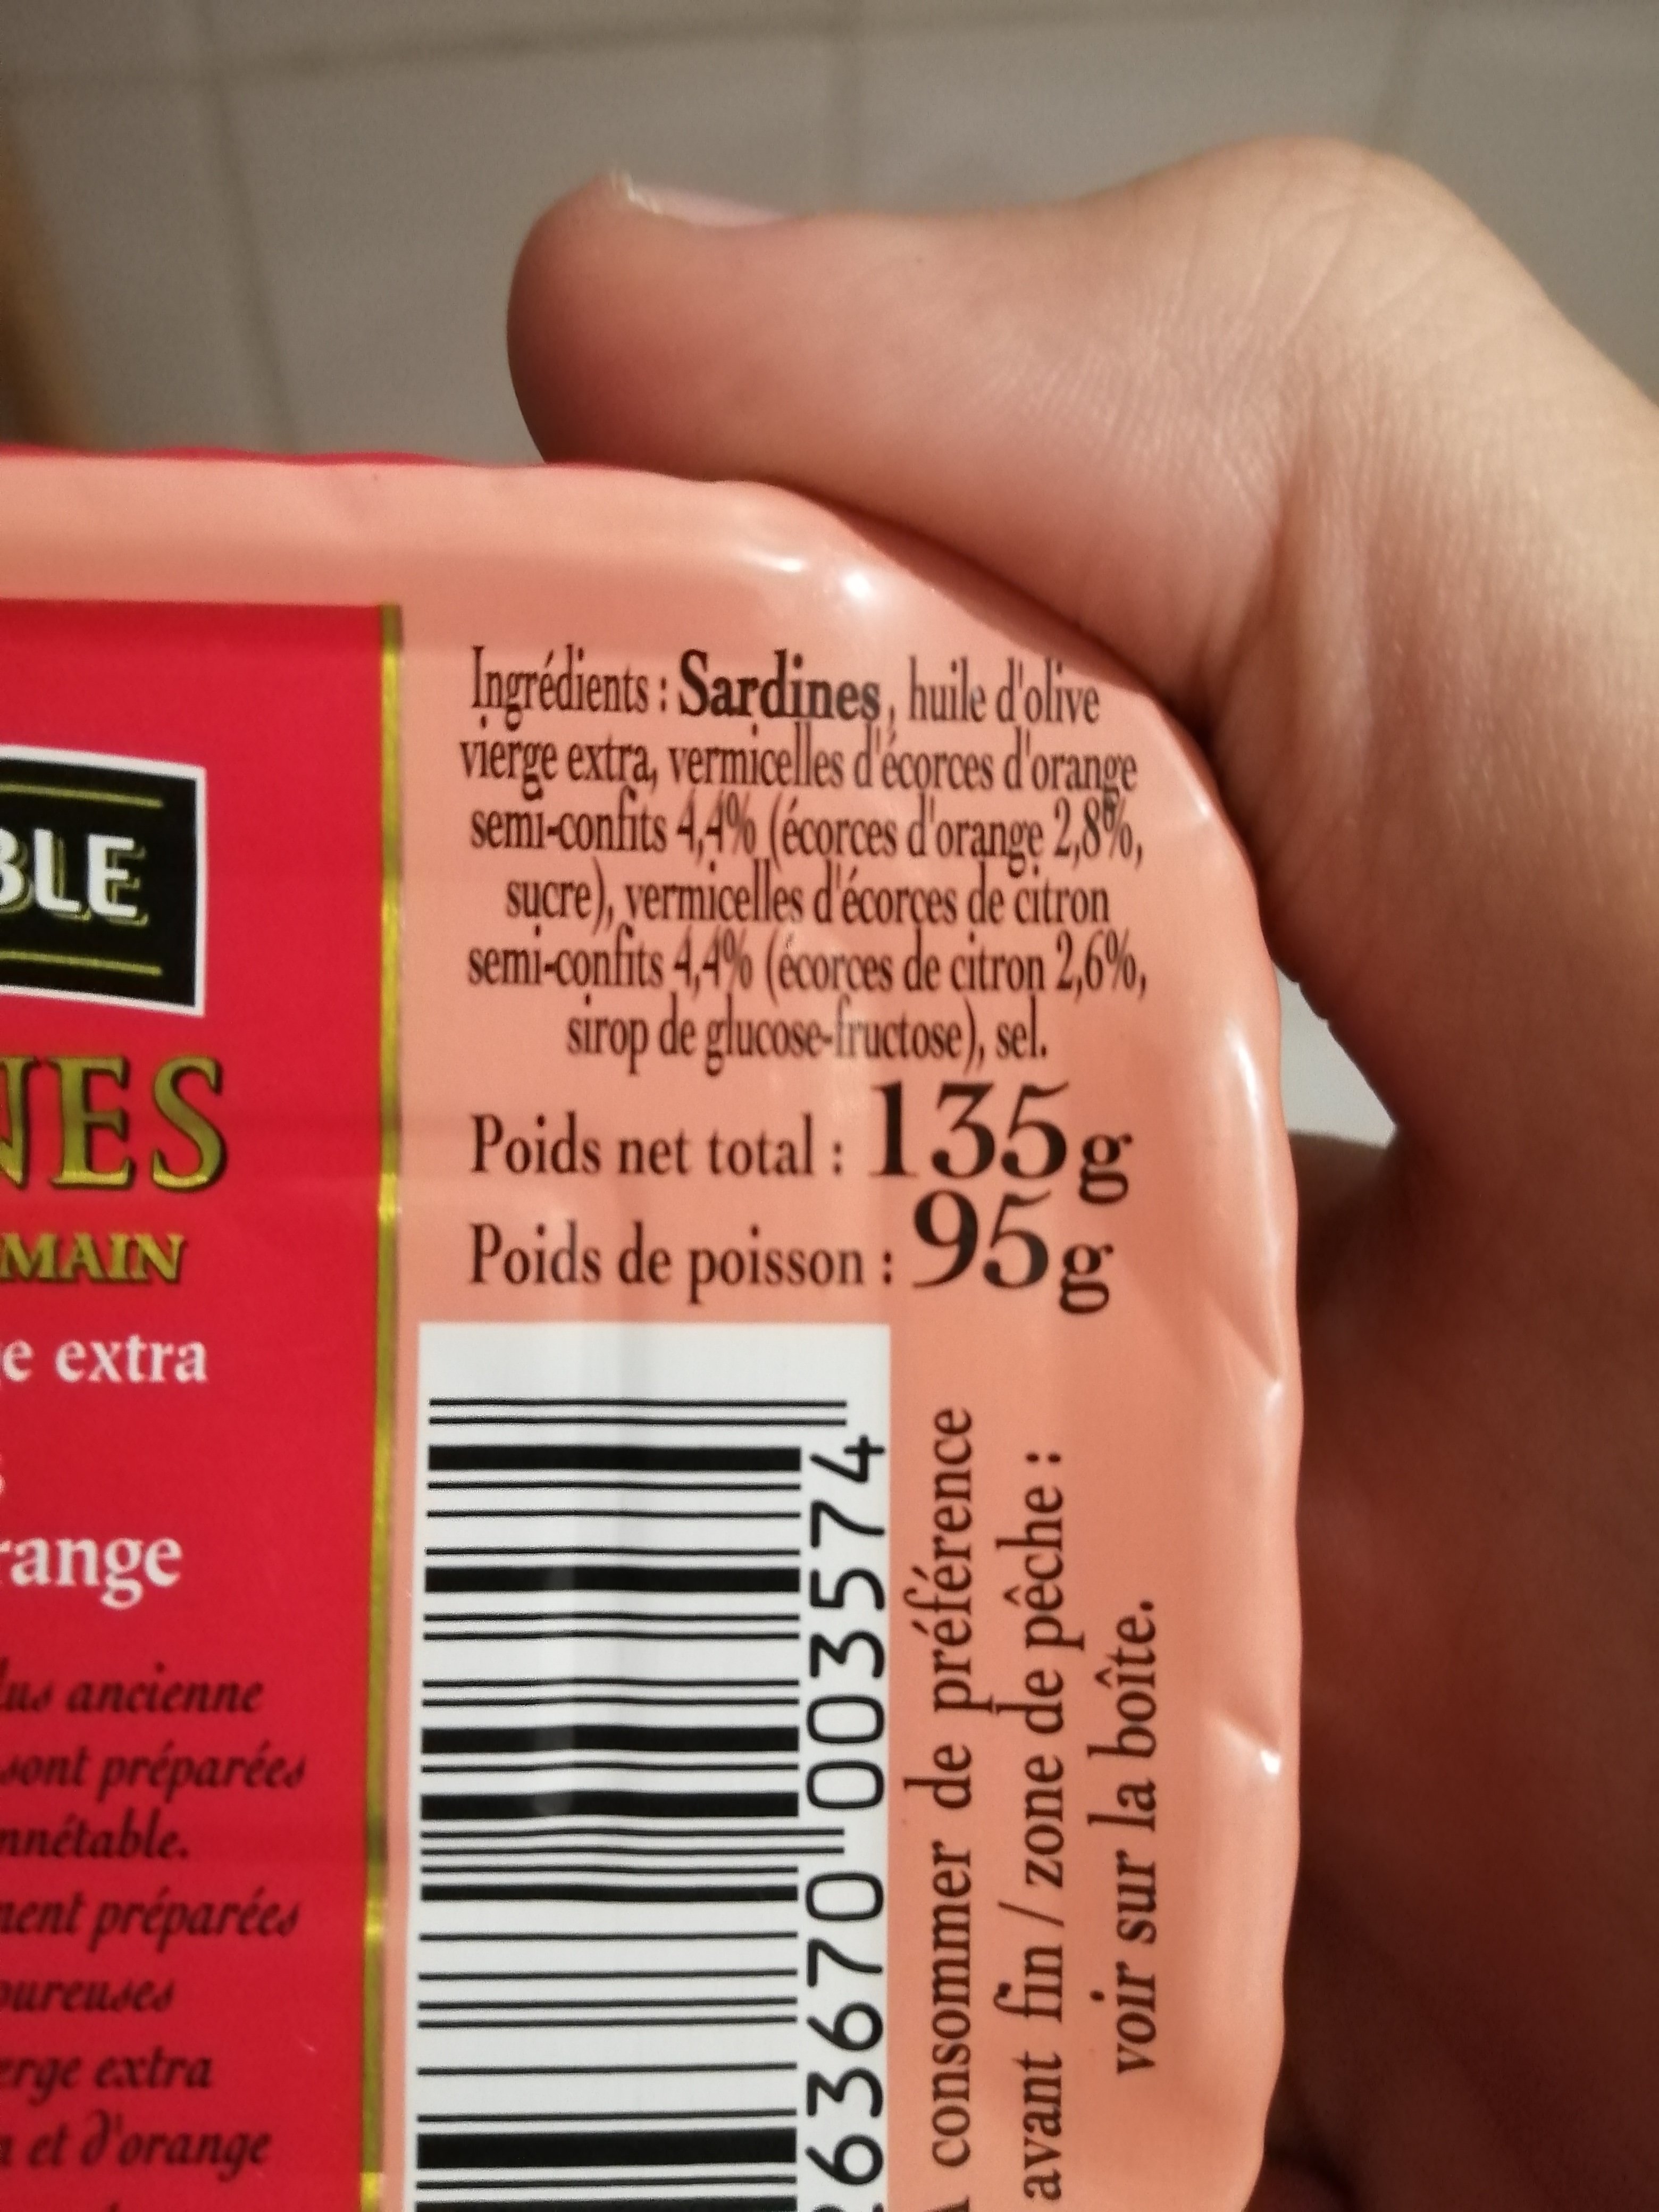 BLE
NES
MAIN
e extra
range
lus ancienne
sont préparées
nnétable.
ment préparées
oureuses
erge extra
et d'orange
Ingrédients : Sardines, huile d'olive
vierge extra, vermicelles d'écorces d'orange
semi-confits 4,4% (écorces d'orange 2,8%,
sucre), vermicelles d'écorces de citron
semi-confits 4,4% (écorces de citron 2,6%,
sirop de glucose-fructose), sel.
Poids net total : 135g
Poids de poisson : 95g
63670 003574
A consommer de préférence
avant fin / zone de pêche :
voir sur la boîte.